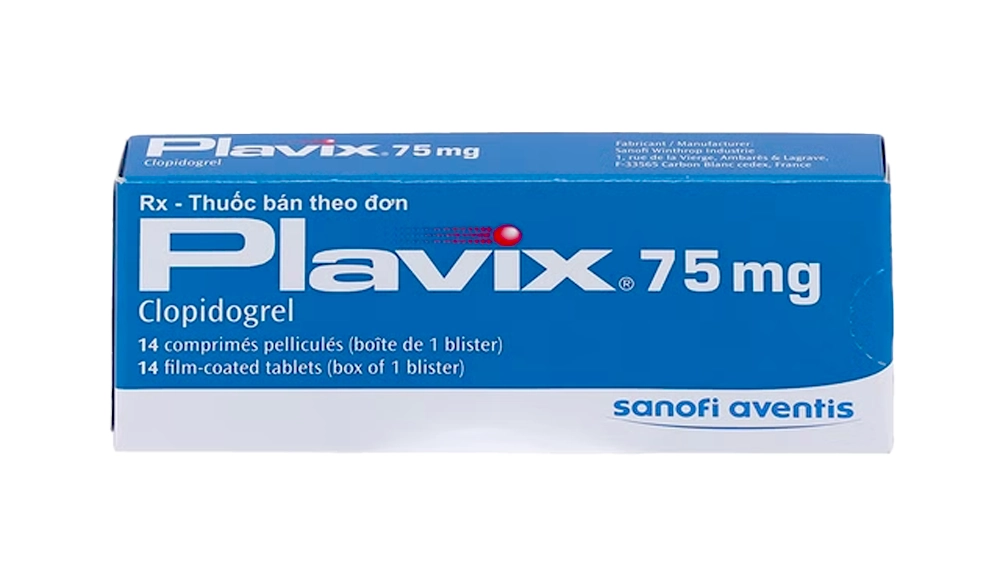 Plavix® 75 mg
Clopidogrel
Fabricant / Manufacturer:
Sanofi Winthrop Industrie
1, rue de la Vierge, Ambarès & Lagrave,
F-33565 Carbon Blanc cedex, France
Rx - Thuốc bán theo đơn
Plavix® 75 mg
Clopidogrel
14 comprimés pelliculés (boîte de 1 blister)
14 film-coated tablets (box of 1 blister)
sanofi aventis